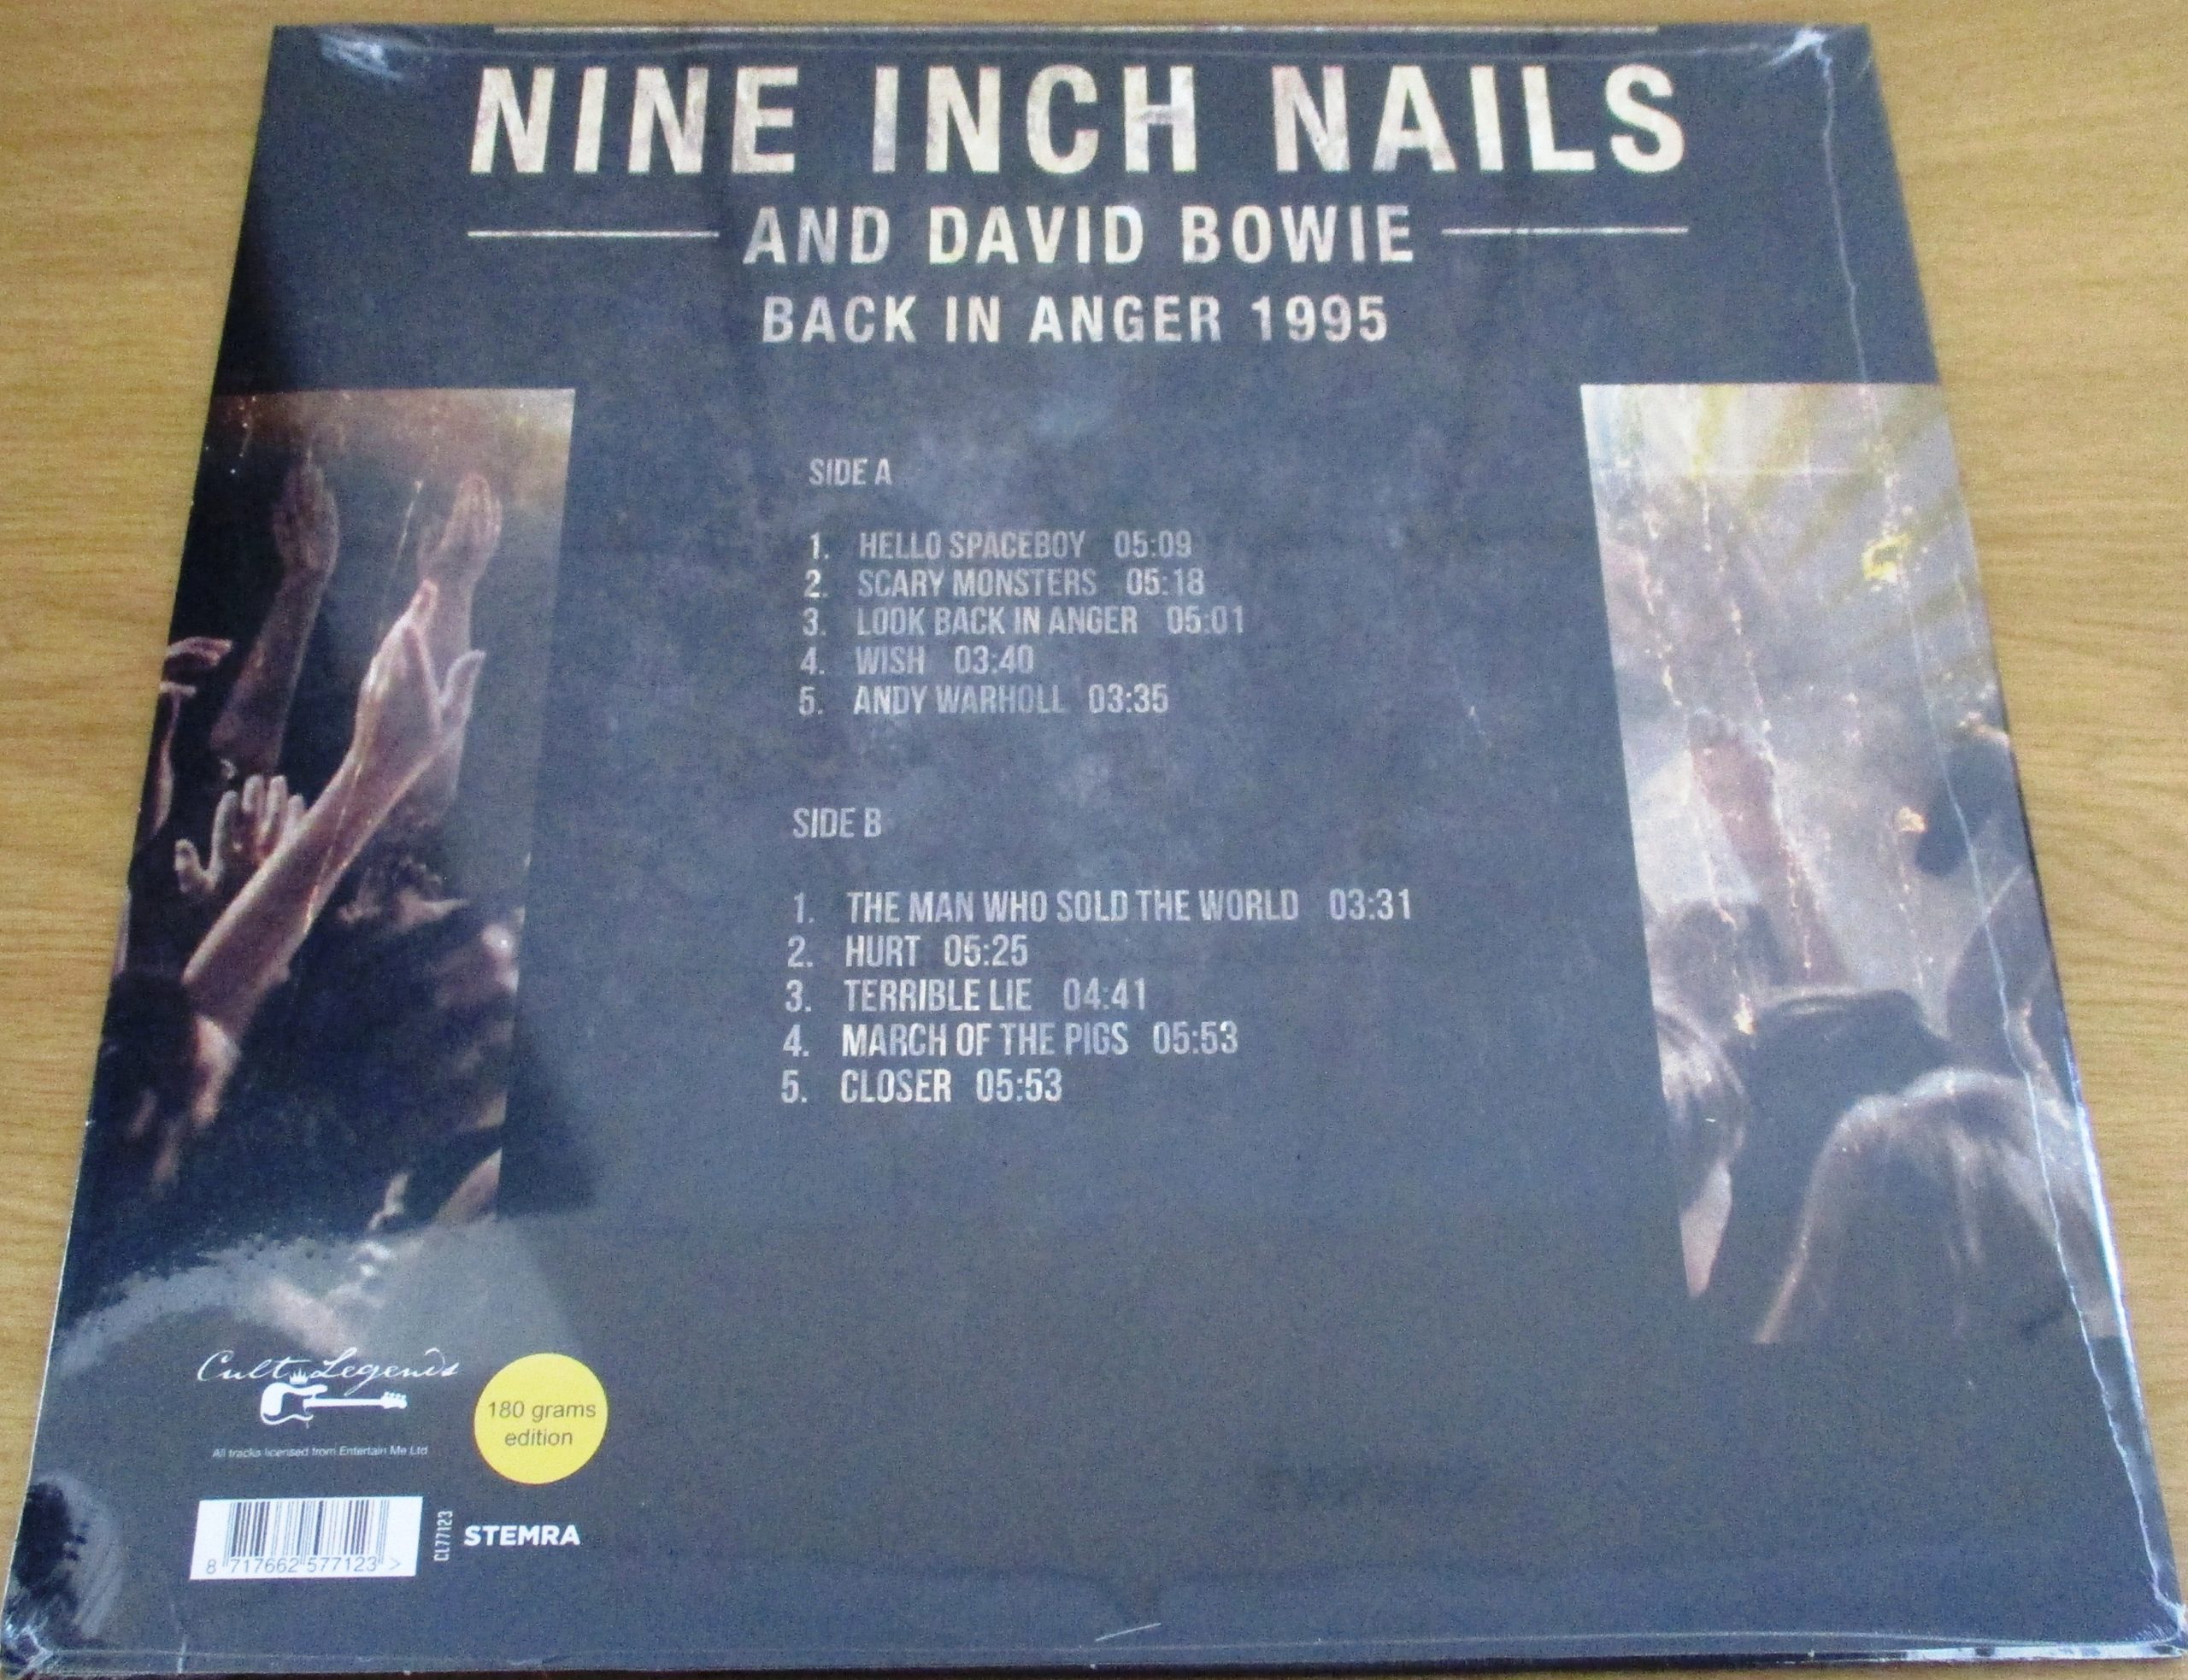 NINE INCH NAILS
AND DAVID BOWIE
BACK IN ANGER 1995
SIDE A
1. HELLO SPACEBOY 05:09
2. SCARY MONSTERS 05:18
3. LOOK BACK IN ANGER 05:01
4. WISH 03:40
5. ANDY WARHOLL 03:35
SIDE B
1. THE MAN WHO SOLD THE WORLD 03:31
2. HURT 05:25
3. TERRIBLE LIE 04:41
4. MARCH OF THE PIGS 05:53
5. CLOSER 05:53
Cult Legends
All tracks licensed from Entertain Me Ltd
180 grams
edition
8 717662 577123 >
CL77123
STEMRA